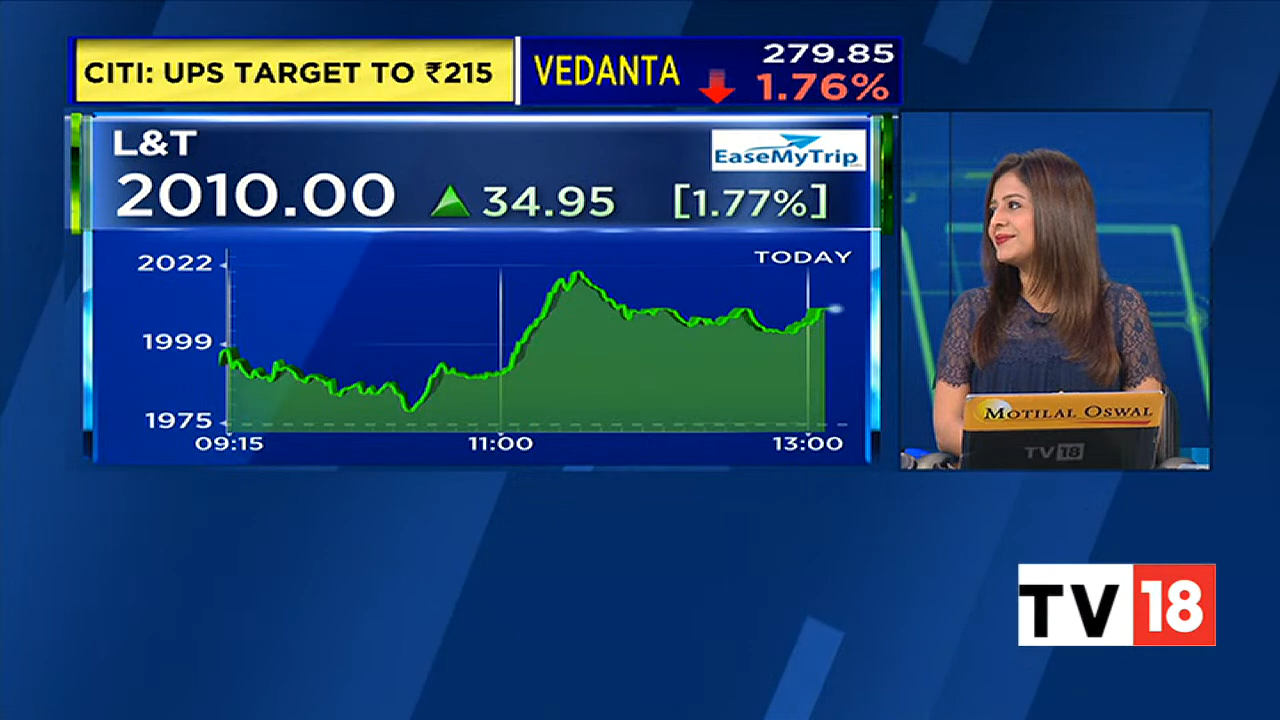 CITI: UPS TARGET TO ₹215
VEDANTA
279.85
1.76%
L&T
EaseMyTrip
2010.00
34.95
[1.77%]
TODAY
2022
1999
1975
09:15
11:00
13:00
MOTILAL OSWAL
TV18
TV18